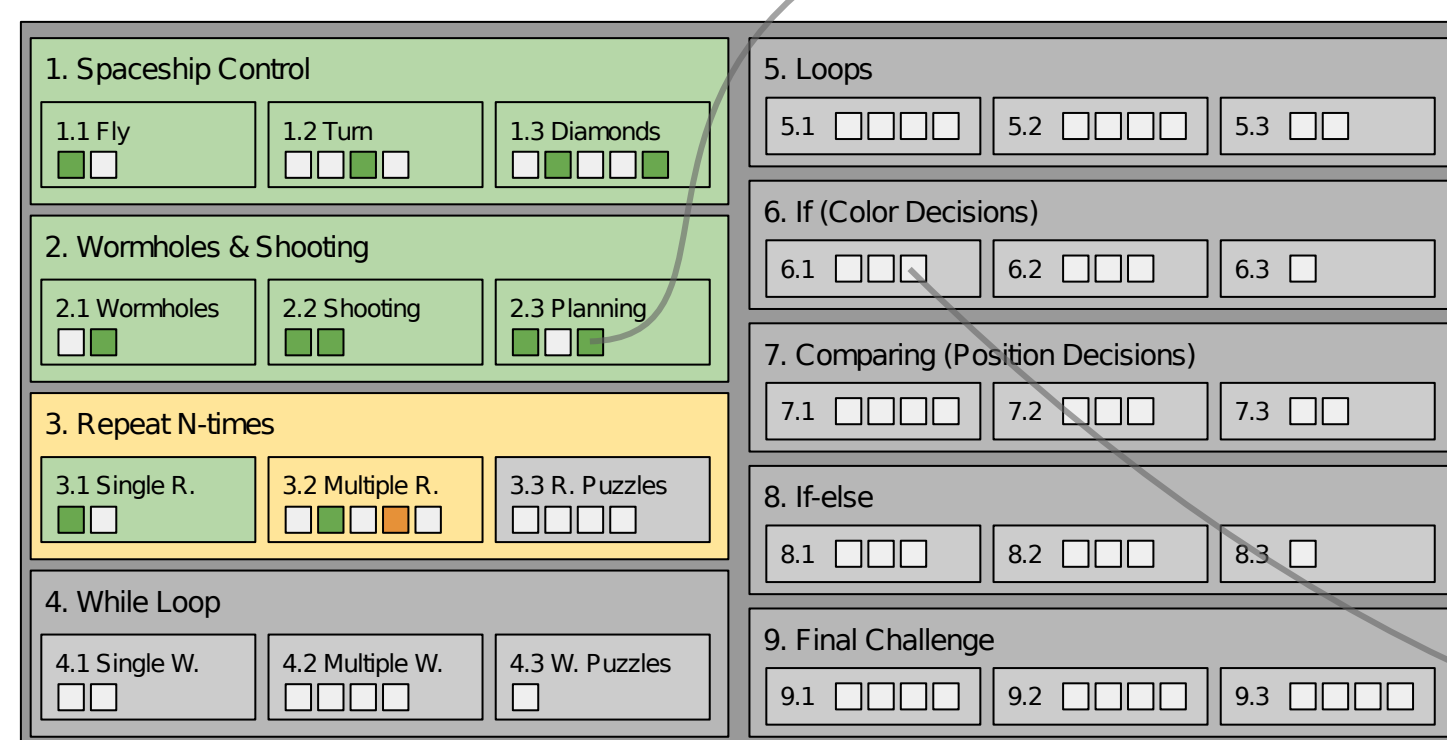 1. Spaceship Control
1.1 Fly
1.2 Turn
1.3 Diamonds
2. Wormholes & Shooting
2.1 Wormholes
2.2 Shooting
2.3 Planning
3. Repeat N-times
3.1 Single R.
3.2 Multiple R.
3.3 R. Puzzles
4. While Loop
4.1 Single W.
4.2 Multiple W.
4.3 W. Puzzles
5. Loops
5.1
5.2
5.3
6. If (Color Decisions)
6.1
6.2
6.3
7. Comparing (Position Decisions)
7.1
7.2
7.3
8. If-else
8.1
8.2
8.3
9. Final Challenge
9.1
9.2
9.3